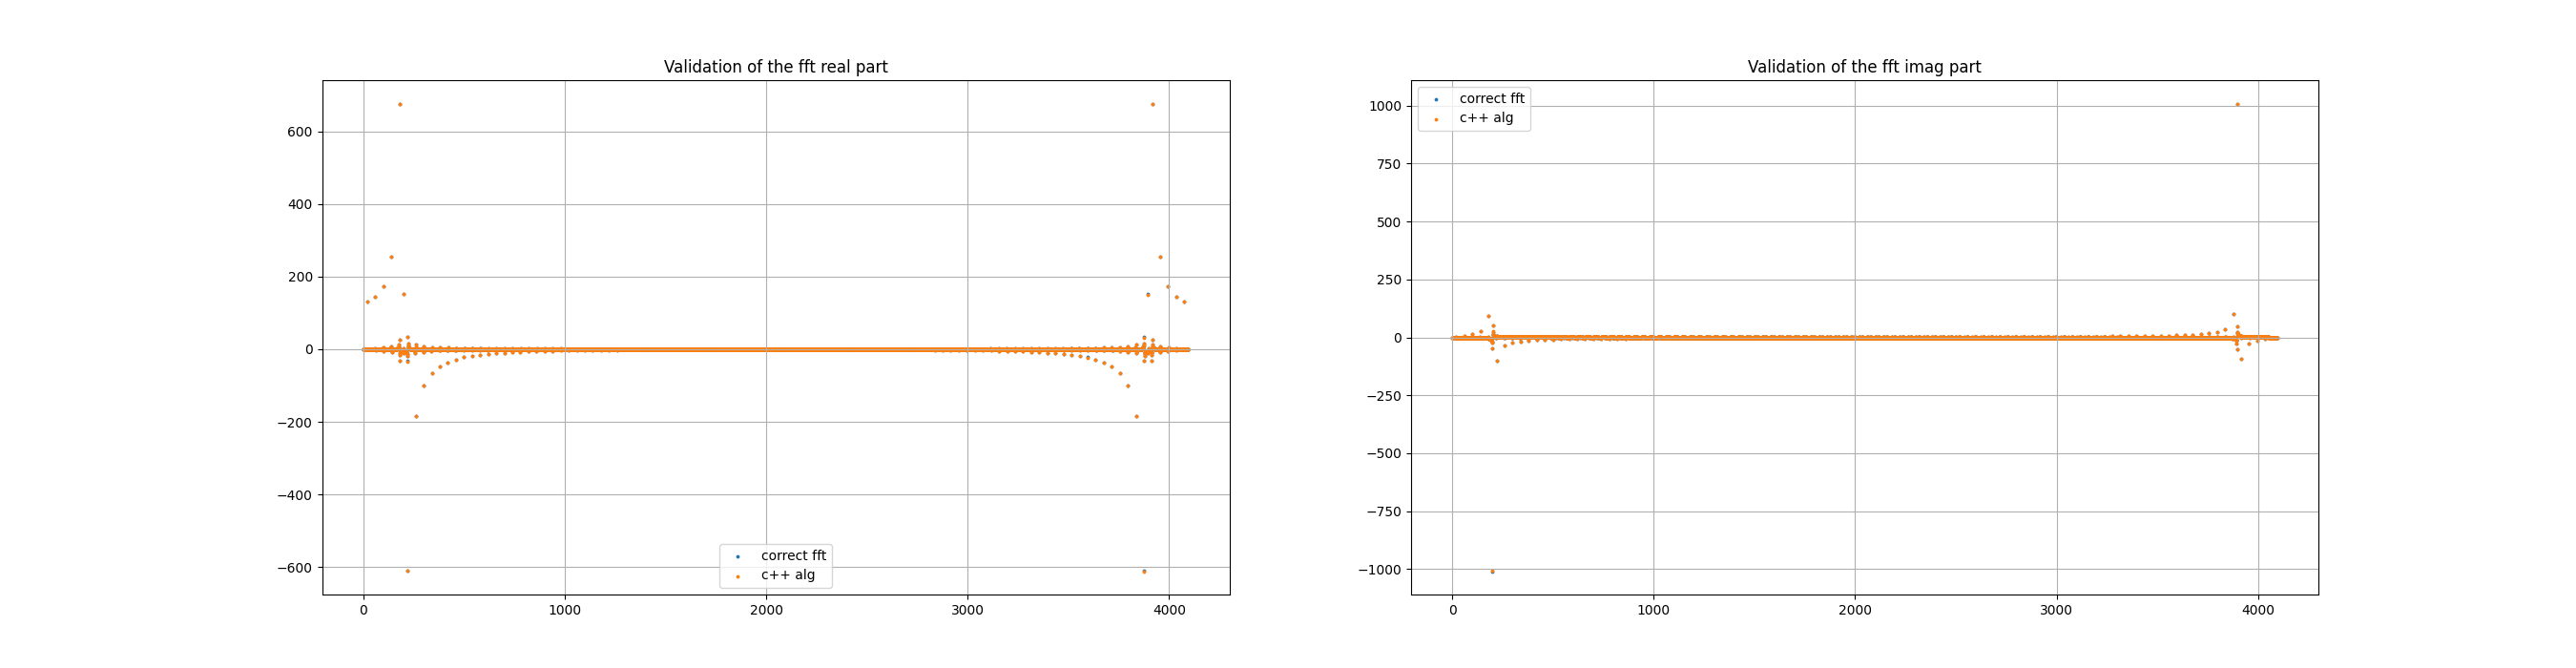 Validation of the fft real part
600
400
200
0
−200
−400
−600
0 1000 2000 3000 4000
correct fft
c++ alg
Validation of the fft imag part
1000
750
500
250
0
−250
−500
−750
−1000
0 1000 2000 3000 4000
correct fft
c++ alg